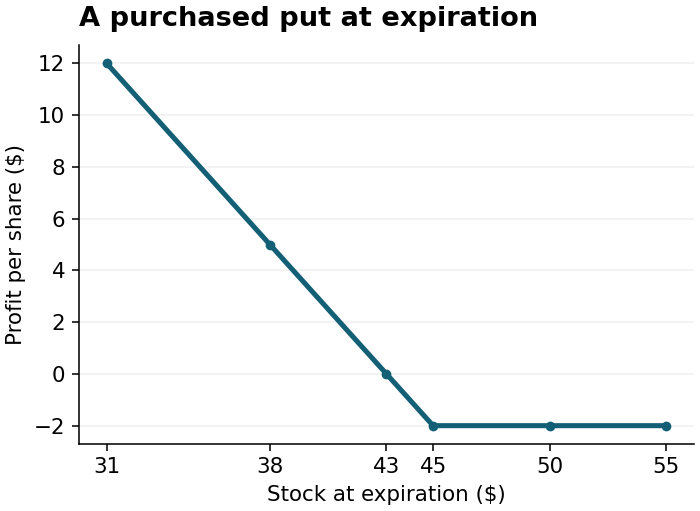 A purchased put at expiration
Profit per share ($)
12
10
8
6
4
2
0
−2
31 38 43 45 50 55
Stock at expiration ($)